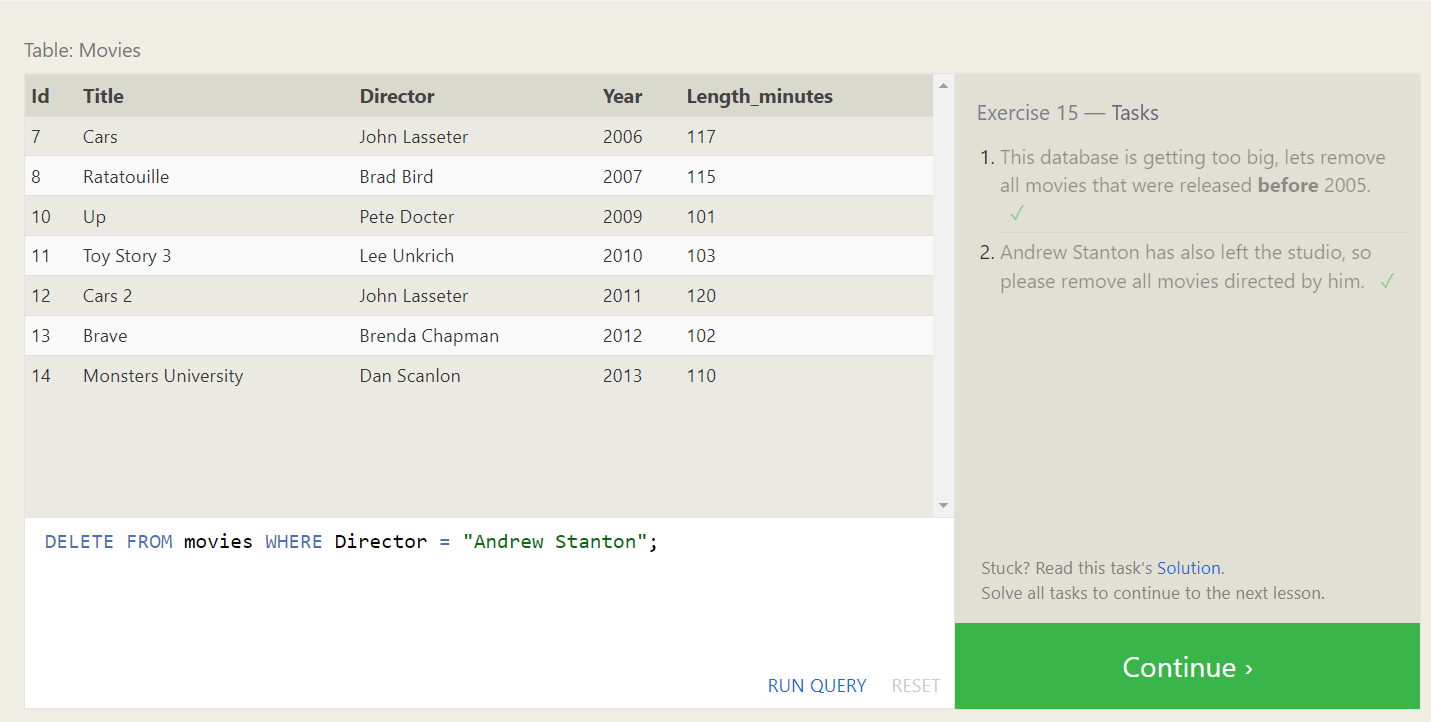 Table: Movies
Id Title Director Year Length_minutes
7 Cars John Lasseter 2006 117
8 Ratatouille Brad Bird 2007 115
10 Up Pete Docter 2009 101
11 Toy Story 3 Lee Unkrich 2010 103
12 Cars 2 John Lasseter 2011 120
13 Brave Brenda Chapman 2012 102
14 Monsters University Dan Scanlon 2013 110
DELETE FROM movies WHERE Director = "Andrew Stanton";
RUN QUERY RESET
Exercise 15 — Tasks
1. This database is getting too big, lets remove
all movies that were released before 2005.
✓
2. Andrew Stanton has also left the studio, so
please remove all movies directed by him. ✓
Stuck? Read this task's Solution.
Solve all tasks to continue to the next lesson.
Continue ›